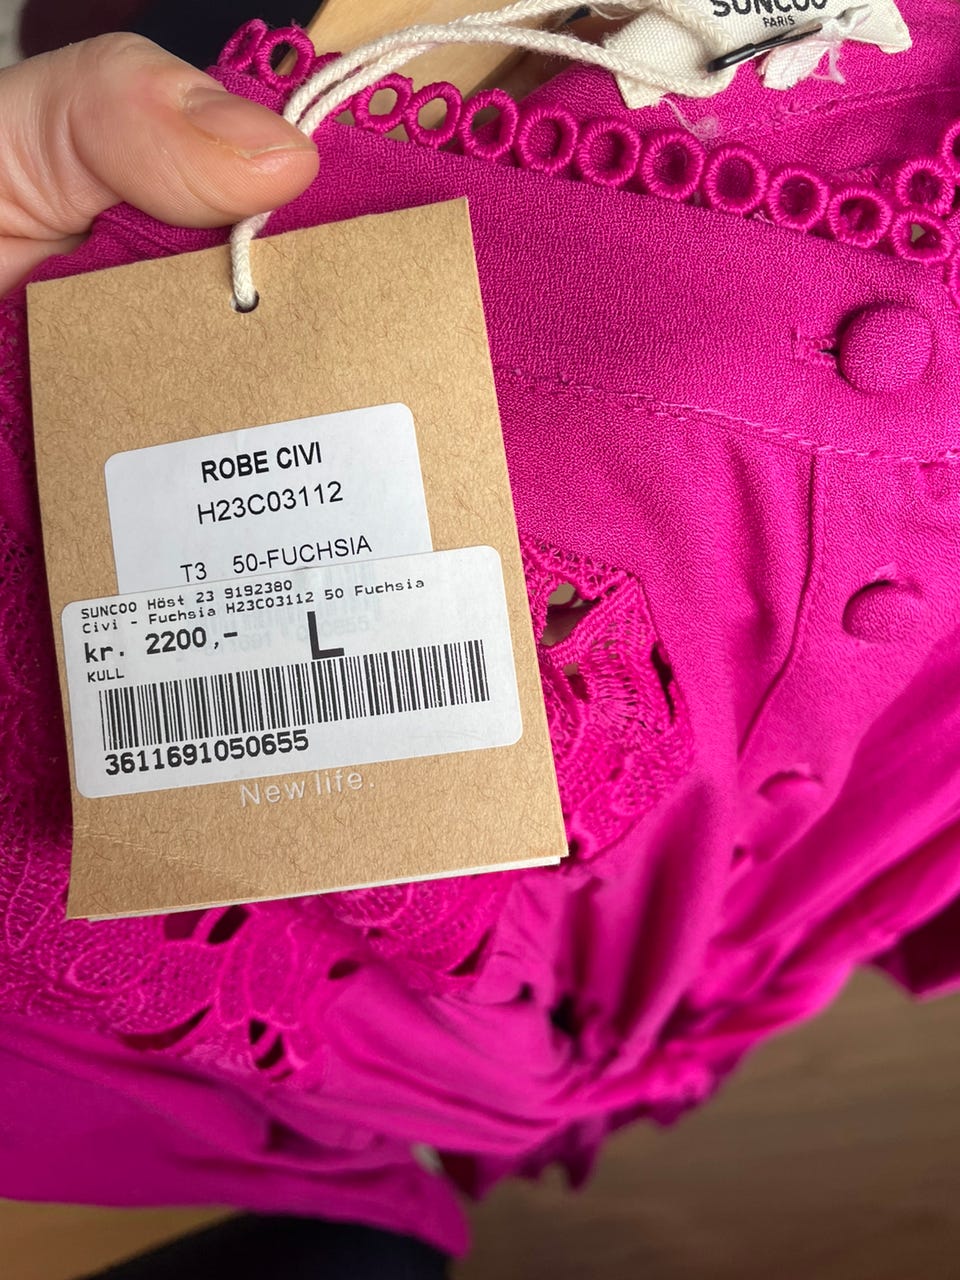 SUNCOO
PARIS
ROBE CIVI
H23C03112
T3 50-FUCHSIA
SUNCOO Höst 23 9192380
Civi - Fuchsia H23C03112 50 Fuchsia
kr. 2200,- L
KULL
3611691050655
New life.